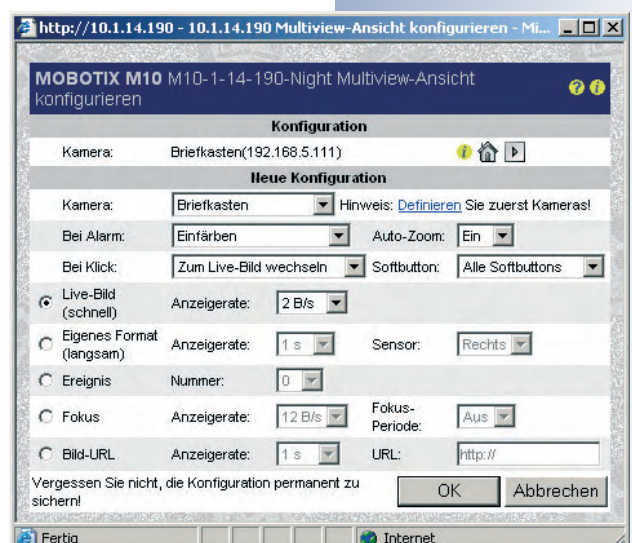 http://10.1.14.190 - 10.1.14.190 Multiview-Ansicht konfigurieren - Mi...
MOBOTIX M10 M10-1-14-190-Night Multiview-Ansicht
konfigurieren
Konfiguration
Kamera: Briefkasten(192.168.5.111)
Neue Konfiguration
Kamera: Briefkasten Hinweis: Definieren Sie zuerst Kameras!
Bei Alarm: Einfärben Auto-Zoom: Ein
Bei Klick: Zum Live-Bild wechseln Softbutton: Alle Softbuttons
Live-Bild (schnell) Anzeigerate: 2 B/s
Eigenes Format (langsam) Anzeigerate: 1 s Sensor: Rechts
Ereignis Nummer: 0
Fokus Anzeigerate: 12 B/s Fokus-Periode: Aus
Bild-URL Anzeigerate: 1 s URL: http://
Vergessen Sie nicht, die Konfiguration permanent zu
sichern!
OK Abbrechen
Fertig Internet